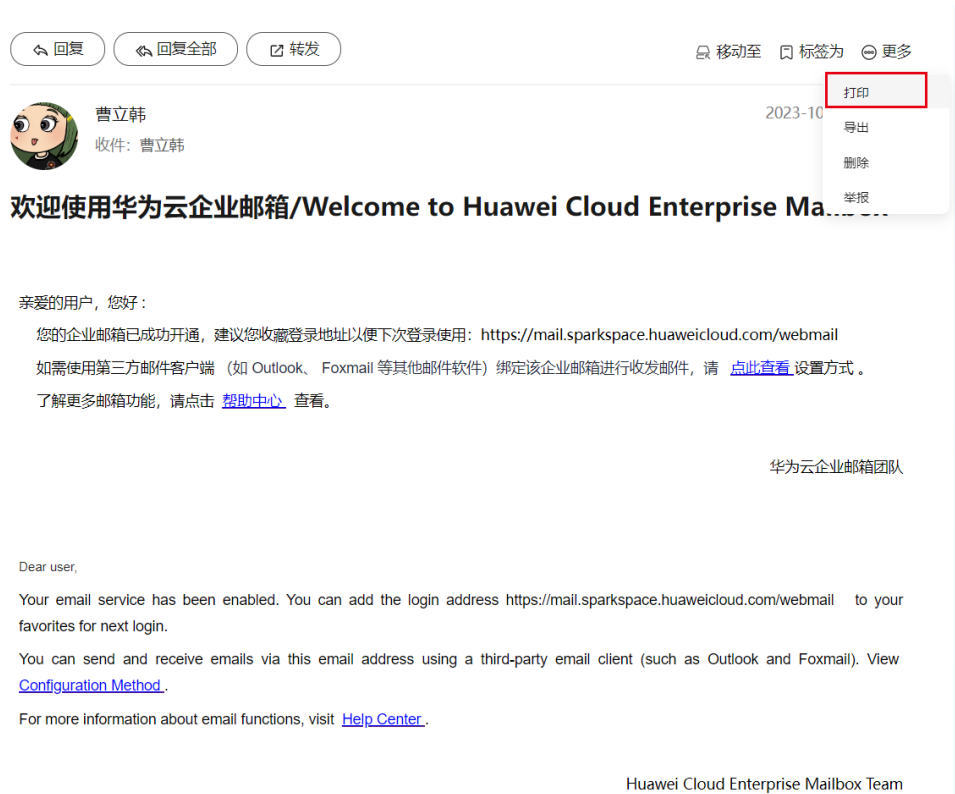 回复 回复全部 转发 移动至 标签为 更多
打印
曹立韩 2023-10
导出
收件：曹立韩
删除
举报
欢迎使用华为云企业邮箱/Welcome to Huawei Cloud Enterprise Mailbox
亲爱的用户，您好：
您的企业邮箱已成功开通，建议您收藏登录地址以便下次登录使用：https://mail.sparkspace.huaweicloud.com/webmail
如需使用第三方邮件客户端 （如 Outlook、 Foxmail 等其他邮件软件）绑定该企业邮箱进行收发邮件，请 点此查看 设置方式 。
了解更多邮箱功能，请点击 帮助中心 查看。
华为云企业邮箱团队
Dear user,
Your email service has been enabled. You can add the login address https://mail.sparkspace.huaweicloud.com/webmail to your
favorites for next login.
You can send and receive emails via this email address using a third-party email client (such as Outlook and Foxmail). View
Configuration Method .
For more information about email functions, visit Help Center .
Huawei Cloud Enterprise Mailbox Team